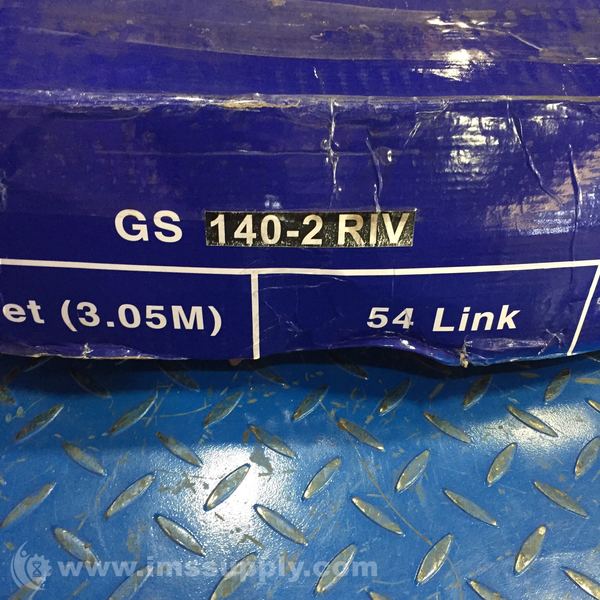 GS 140-2 RIV
et (3.05M) 54 Link
www.imssupply.com